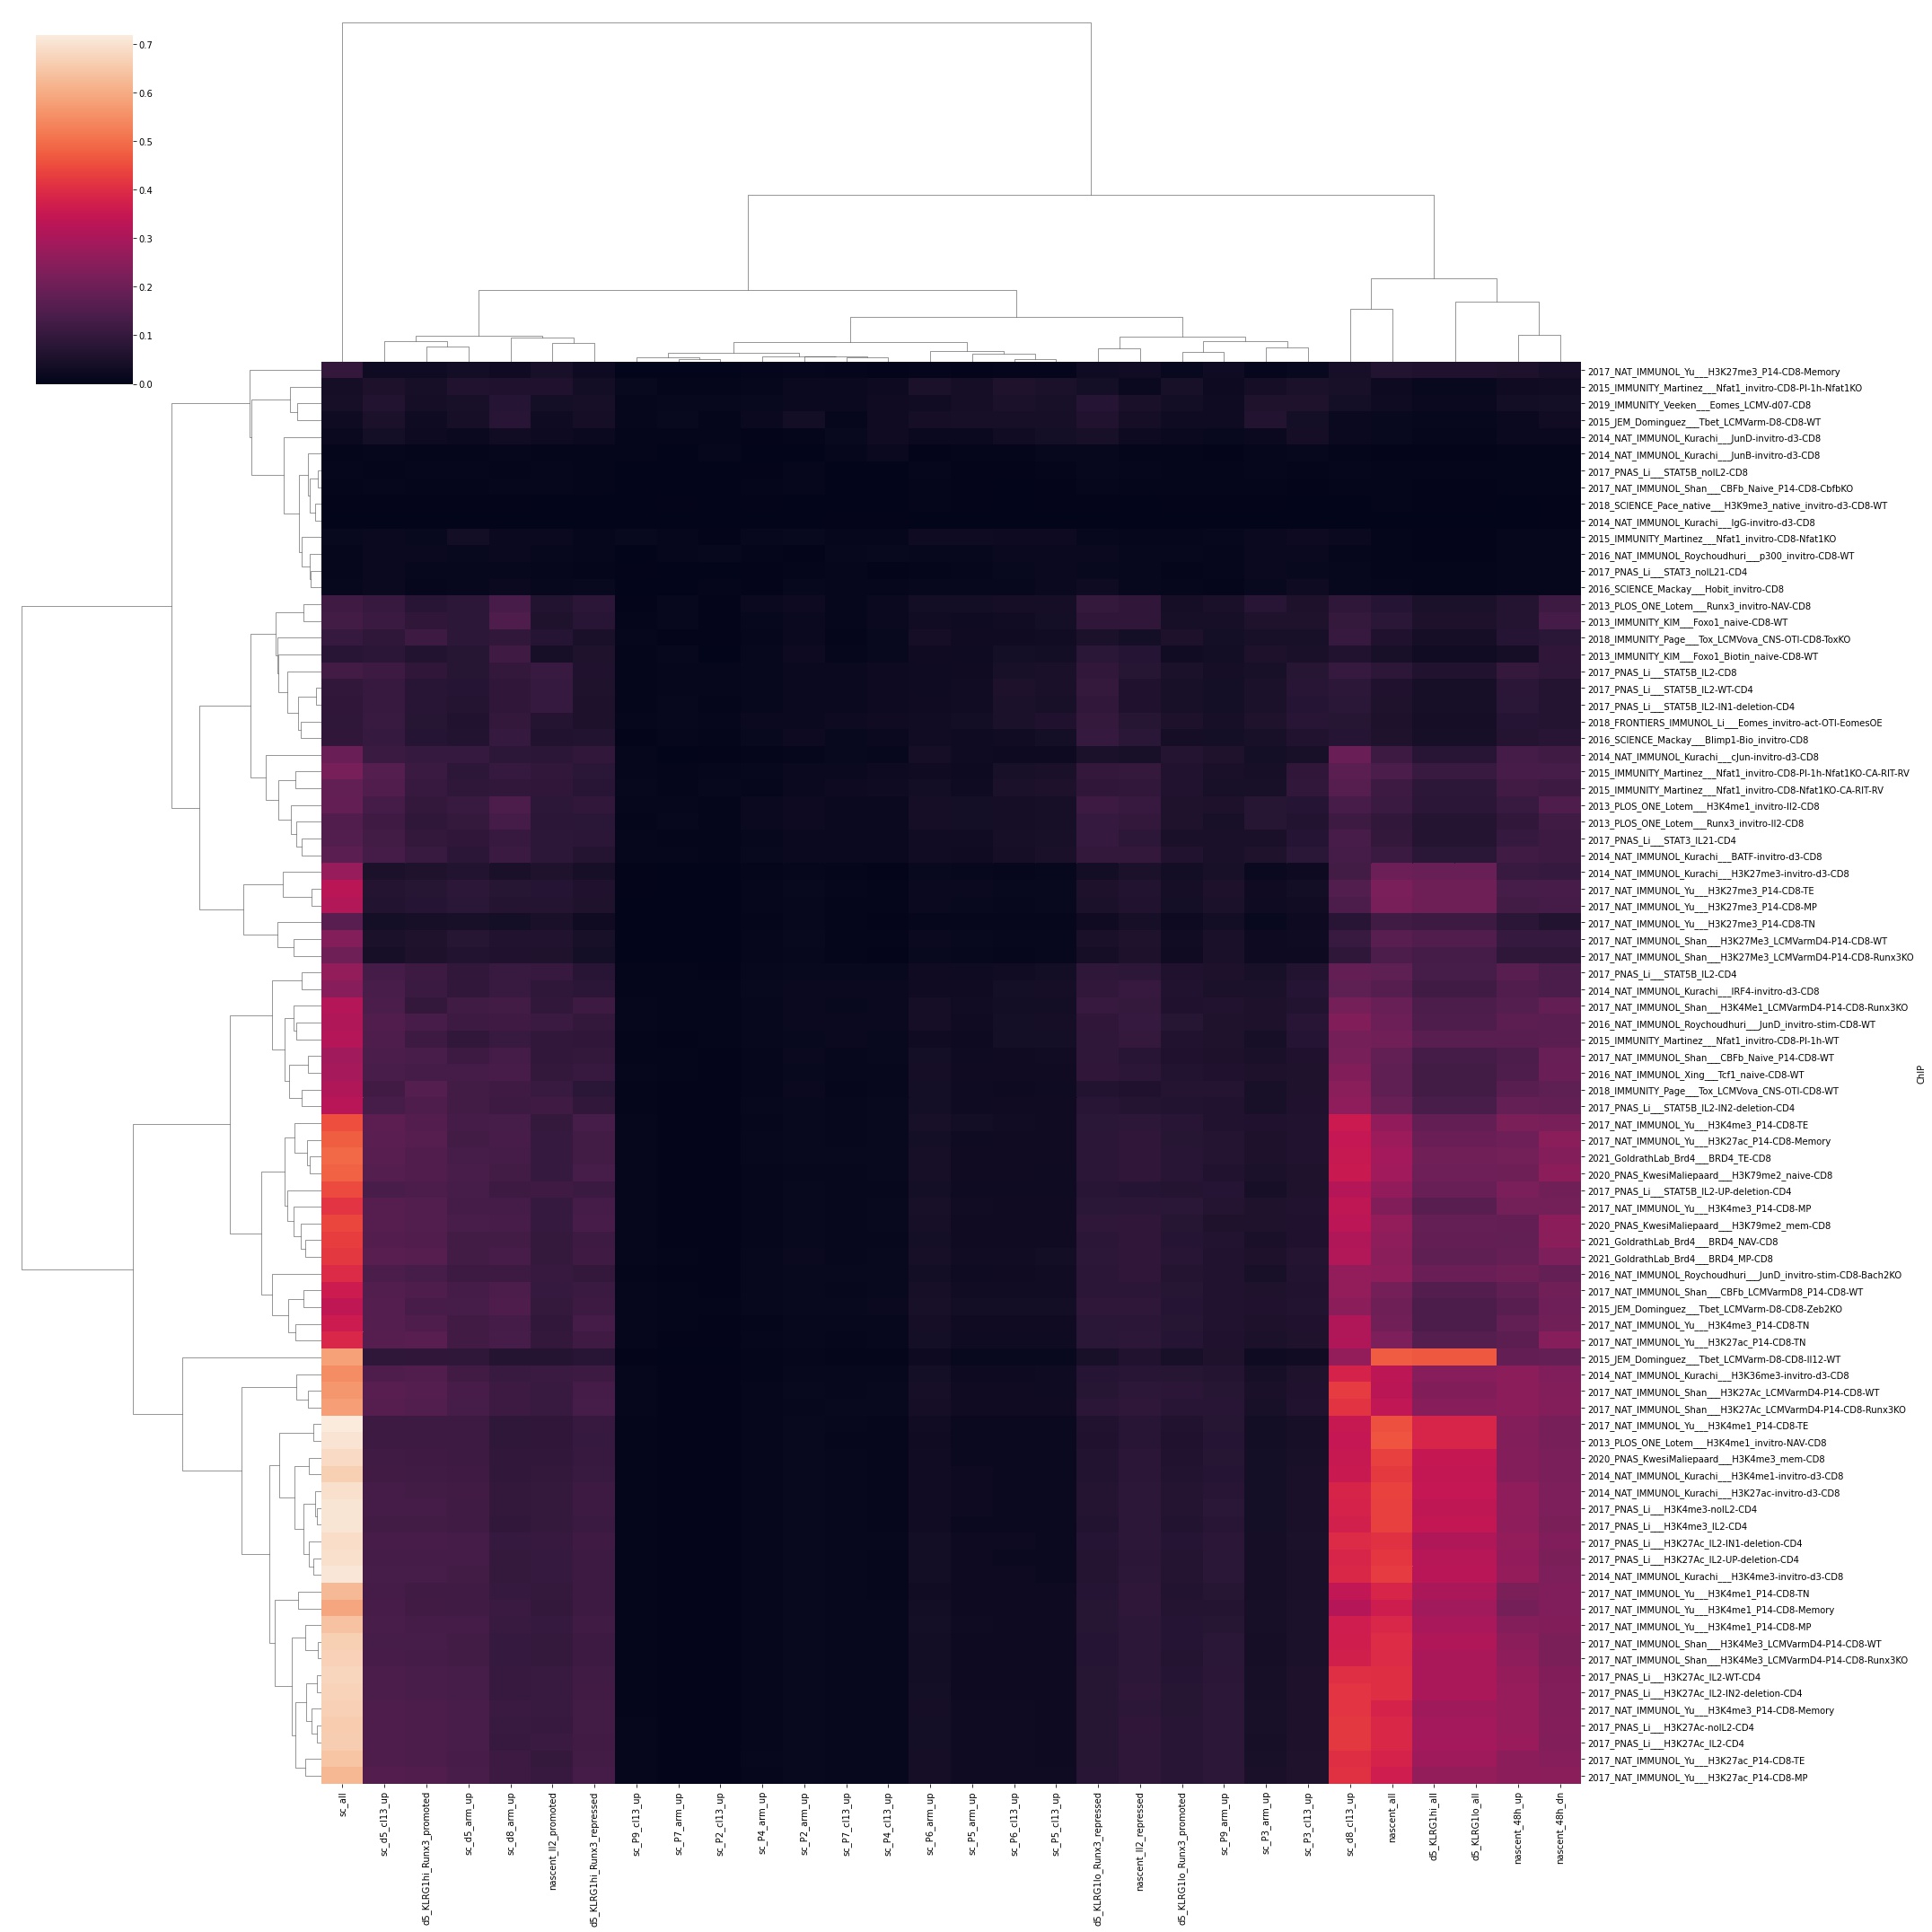 0.7
0.6
0.5
0.4
0.3
0.2
0.1
0.0
2017_NAT_IMMUNOL_Yu___H3K27me3_P14-CD8-Memory
2015_IMMUNITY_Martinez___Nfat1_invitro-CD8-PI-1h-Nfat1KO
2019_IMMUNITY_Veeken___Eomes_LCMV-d07-CD8
2015_JEM_Dominguez___Tbet_LCMVarm-D8-CD8-WT
2014_NAT_IMMUNOL_Kurachi___JunD-invitro-d3-CD8
2014_NAT_IMMUNOL_Kurachi___JunB-invitro-d3-CD8
2017_PNAS_Li___STAT5B_noIL2-CD8
2017_NAT_IMMUNOL_Shan___CBFb_Naive_P14-CD8-CbfbKO
2018_SCIENCE_Pace_native___H3K9me3_native_invitro-d3-CD8-WT
2014_NAT_IMMUNOL_Kurachi___IgG-invitro-d3-CD8
2015_IMMUNITY_Martinez___Nfat1_invitro-CD8-Nfat1KO
2016_NAT_IMMUNOL_Roychoudhuri___p300_invitro-CD8-WT
2017_PNAS_Li___STAT3_noIL21-CD4
2016_SCIENCE_Mackay___Hobit_invitro-CD8
2013_PLOS_ONE_Lotem___Runx3_invitro-NAV-CD8
2013_IMMUNITY_KIM___Foxo1_naive-CD8-WT
2018_IMMUNITY_Page___Tox_LCMVova_CNS-OTI-CD8-ToxKO
2013_IMMUNITY_KIM___Foxo1_Biotin_naive-CD8-WT
2017_PNAS_Li___STAT5B_IL2-CD8
2017_PNAS_Li___STAT5B_IL2-WT-CD4
2017_PNAS_Li___STAT5B_IL2-IN1-deletion-CD4
2018_FRONTIERS_IMMUNOL_Li___Eomes_invitro-act-OTI-EomesOE
2016_SCIENCE_Mackay___Blimp1-Bio_invitro-CD8
2014_NAT_IMMUNOL_Kurachi___cJun-invitro-d3-CD8
2015_IMMUNITY_Martinez___Nfat1_invitro-CD8-PI-1h-Nfat1KO-CA-RIT-RV
2015_IMMUNITY_Martinez___Nfat1_invitro-CD8-Nfat1KO-CA-RIT-RV
2013_PLOS_ONE_Lotem___H3K4me1_invitro-Il2-CD8
2013_PLOS_ONE_Lotem___Runx3_invitro-Il2-CD8
2017_PNAS_Li___STAT3_IL21-CD4
2014_NAT_IMMUNOL_Kurachi___BATF-invitro-d3-CD8
2014_NAT_IMMUNOL_Kurachi___H3K27me3-invitro-d3-CD8
2017_NAT_IMMUNOL_Yu___H3K27me3_P14-CD8-TE
2017_NAT_IMMUNOL_Yu___H3K27me3_P14-CD8-MP
2017_NAT_IMMUNOL_Yu___H3K27me3_P14-CD8-TN
2017_NAT_IMMUNOL_Shan___H3K27Me3_LCMVarmD4-P14-CD8-WT
2017_NAT_IMMUNOL_Shan___H3K27Me3_LCMVarmD4-P14-CD8-Runx3KO
2017_PNAS_Li___STAT5B_IL2-CD4
2014_NAT_IMMUNOL_Kurachi___IRF4-invitro-d3-CD8
2017_NAT_IMMUNOL_Shan___H3K4Me1_LCMVarmD4-P14-CD8-Runx3KO
2016_NAT_IMMUNOL_Roychoudhuri___JunD_invitro-stim-CD8-WT
2015_IMMUNITY_Martinez___Nfat1_invitro-CD8-PI-1h-WT
2017_NAT_IMMUNOL_Shan___CBFb_Naive_P14-CD8-WT
2016_NAT_IMMUNOL_Xing___Tcf1_naive-CD8-WT
2018_IMMUNITY_Page___Tox_LCMVova_CNS-OTI-CD8-WT
2017_PNAS_Li___STAT5B_IL2-IN2-deletion-CD4
2017_NAT_IMMUNOL_Yu___H3K4me3_P14-CD8-TE
2017_NAT_IMMUNOL_Yu___H3K27ac_P14-CD8-Memory
2021_GoldrathLab_Brd4___BRD4_TE-CD8
2020_PNAS_KwesiMaliepaard___H3K79me2_naive-CD8
2017_PNAS_Li___STAT5B_IL2-UP-deletion-CD4
2017_NAT_IMMUNOL_Yu___H3K4me3_P14-CD8-MP
2020_PNAS_KwesiMaliepaard___H3K79me2_mem-CD8
2021_GoldrathLab_Brd4___BRD4_NAV-CD8
2021_GoldrathLab_Brd4___BRD4_MP-CD8
2016_NAT_IMMUNOL_Roychoudhuri___JunD_invitro-stim-CD8-Bach2KO
2017_NAT_IMMUNOL_Shan___CBFb_LCMVarmD8_P14-CD8-WT
2015_JEM_Dominguez___Tbet_LCMVarm-D8-CD8-Zeb2KO
2017_NAT_IMMUNOL_Yu___H3K4me3_P14-CD8-TN
2017_NAT_IMMUNOL_Yu___H3K27ac_P14-CD8-TN
2015_JEM_Dominguez___Tbet_LCMVarm-D8-CD8-Il12-WT
2014_NAT_IMMUNOL_Kurachi___H3K36me3-invitro-d3-CD8
2017_NAT_IMMUNOL_Shan___H3K27Ac_LCMVarmD4-P14-CD8-WT
2017_NAT_IMMUNOL_Shan___H3K27Ac_LCMVarmD4-P14-CD8-Runx3KO
2017_NAT_IMMUNOL_Yu___H3K4me1_P14-CD8-TE
2013_PLOS_ONE_Lotem___H3K4me1_invitro-NAV-CD8
2020_PNAS_KwesiMaliepaard___H3K4me3_mem-CD8
2014_NAT_IMMUNOL_Kurachi___H3K4me1-invitro-d3-CD8
2014_NAT_IMMUNOL_Kurachi___H3K27ac-invitro-d3-CD8
2017_PNAS_Li___H3K4me3-noIL2-CD4
2017_PNAS_Li___H3K4me3_IL2-CD4
2017_PNAS_Li___H3K27Ac_IL2-IN1-deletion-CD4
2017_PNAS_Li___H3K27Ac_IL2-UP-deletion-CD4
2014_NAT_IMMUNOL_Kurachi___H3K4me3-invitro-d3-CD8
2017_NAT_IMMUNOL_Yu___H3K4me1_P14-CD8-TN
2017_NAT_IMMUNOL_Yu___H3K4me1_P14-CD8-Memory
2017_NAT_IMMUNOL_Yu___H3K4me1_P14-CD8-MP
2017_NAT_IMMUNOL_Shan___H3K4Me3_LCMVarmD4-P14-CD8-WT
2017_NAT_IMMUNOL_Shan___H3K4Me3_LCMVarmD4-P14-CD8-Runx3KO
2017_PNAS_Li___H3K27Ac_IL2-WT-CD4
2017_PNAS_Li___H3K27Ac_IL2-IN2-deletion-CD4
2017_NAT_IMMUNOL_Yu___H3K4me3_P14-CD8-Memory
2017_PNAS_Li___H3K27Ac-noIL2-CD4
2017_PNAS_Li___H3K27Ac_IL2-CD4
2017_NAT_IMMUNOL_Yu___H3K27ac_P14-CD8-TE
2017_NAT_IMMUNOL_Yu___H3K27ac_P14-CD8-MP
ChIP
sc_all
sc_d5_cl13_up
d5_KLRG1hi_Runx3_promoted
sc_d5_arm_up
sc_d8_arm_up
nascent_Il2_promoted
d5_KLRG1hi_Runx3_repressed
sc_P9_cl13_up
sc_P7_arm_up
sc_P2_cl13_up
sc_P4_arm_up
sc_P2_arm_up
sc_P7_cl13_up
sc_P4_cl13_up
sc_P6_arm_up
sc_P5_arm_up
sc_P6_cl13_up
sc_P5_cl13_up
d5_KLRG1lo_Runx3_repressed
nascent_Il2_repressed
d5_KLRG1lo_Runx3_promoted
sc_P9_arm_up
sc_P3_arm_up
sc_P3_cl13_up
sc_d8_cl13_up
nascent_all
d5_KLRG1hi_all
d5_KLRG1lo_all
nascent_48h_up
nascent_48h_dn